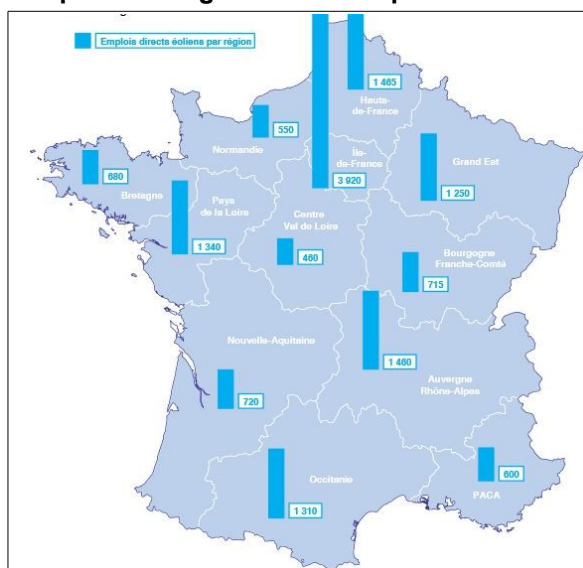 Emplois directs éoliens par région
1 465
Hauts-
de-France
550
Normandie
Île-
de-France
3 920
Grand Est
1 250
680
Bretagne
Pays
de la Loire
1 340
Centre
Val de Loire
460
Bourgogne
Franche-Comté
715
Nouvelle-Aquitaine
1 460
Auvergne
Rhône-Alpes
720
Occitanie
1 310
600
PACA